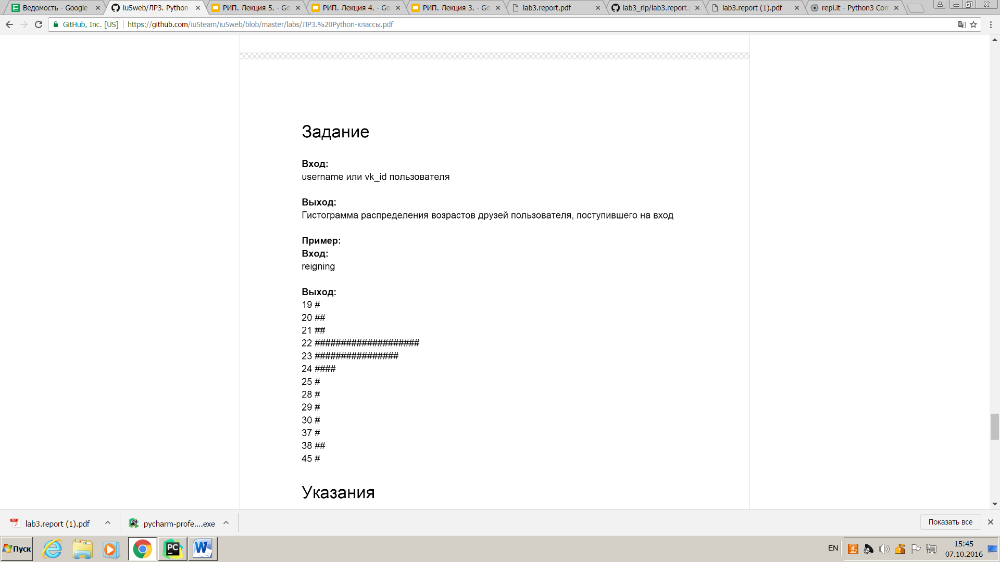 Ведомость - Google
iu5web/ЛР3. Python-
РИП. Лекция 5. - Go
РИП. Лекция 4. - Go
РИП. Лекция 3. - Go
lab3.report.pdf
lab3_rip/lab3.report.
lab3.report (1).pdf
repl.it - Python3 Com
GitHub, Inc. [US] https://github.com/iu5team/iu5web/blob/master/labs/ЛР3.%20Python-классы.pdf
Задание
Вход:
username или vk_id пользователя
Выход:
Гистограмма распределения возрастов друзей пользователя, поступившего на вход
Пример:
Вход:
reigning
Выход:
19 #
20 ##
21 ##
22 ####################
23 ################
24 ####
25 #
28 #
29 #
30 #
37 #
38 ##
45 #
Указания
lab3.report (1).pdf
pycharm-profe....exe
Показать все
Пуск
EN
15:45
07.10.2016